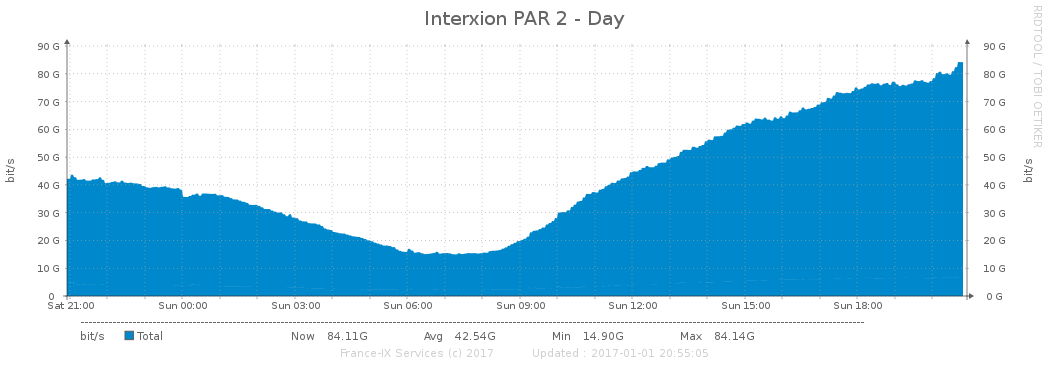 Interxion PAR 2 - Day
RRDTOOL / TOBI OETIKER
90 G 90 G
80 G 80 G
70 G 70 G
60 G 60 G
50 G 50 G
bit/s bit/s
40 G 40 G
30 G 30 G
20 G 20 G
10 G 10 G
0 0 G
Sat 21:00 Sun 00:00 Sun 03:00 Sun 06:00 Sun 09:00 Sun 12:00 Sun 15:00 Sun 18:00
bit/s Total Now 84.11G Avg 42.54G Min 14.90G Max 84.14G
France-IX Services (c) 2017 Updated : 2017-01-01 20:55:05